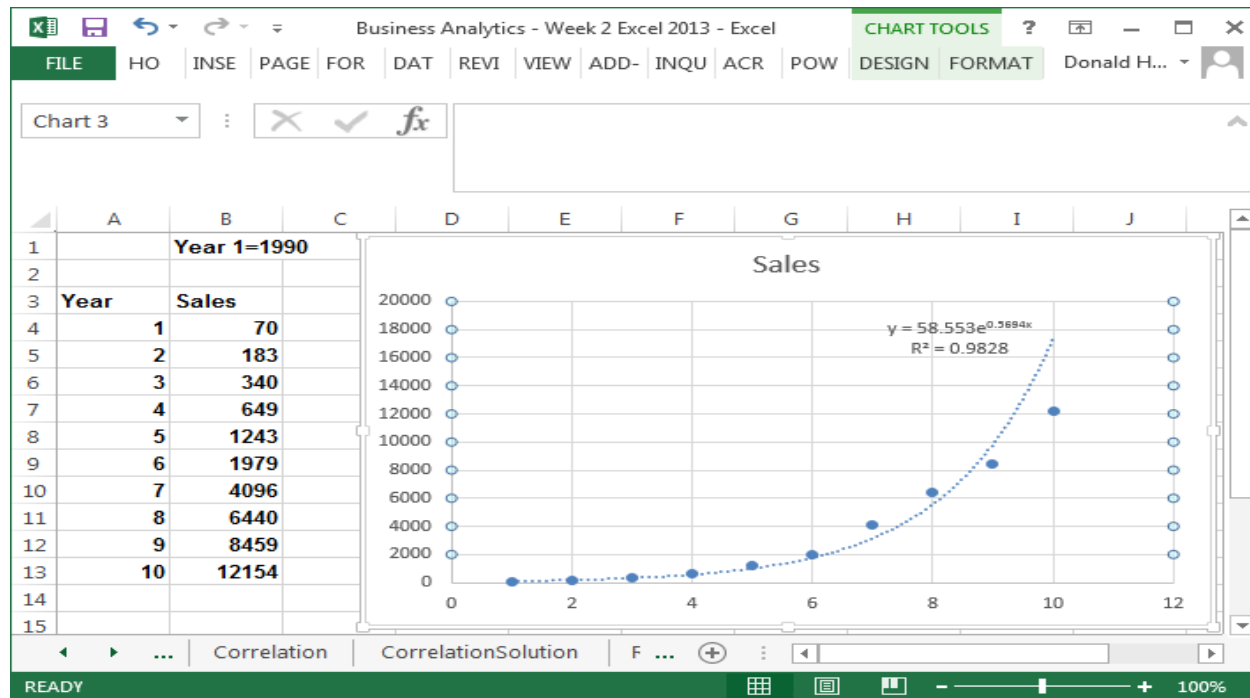 Business Analytics - Week 2 Excel 2013 - Excel
CHART TOOLS ?
FILE HO INSE PAGE FOR DAT REVI VIEW ADD- INQU ACR POW DESIGN FORMAT Donald H...
Chart 3 fx
A B C D E F G H I J
1 Year 1=1990
2
3 Year Sales
4 1 70
5 2 183
6 3 340
7 4 649
8 5 1243
9 6 1979
10 7 4096
11 8 6440
12 9 8459
13 10 12154
14
15
Sales
20000
18000
16000
14000
12000
10000
8000
6000
4000
2000
0
y = 58.553e^0.5694x
R² = 0.9828
0 2 4 6 8 10 12
... Correlation CorrelationSolution F ...
READY 100%